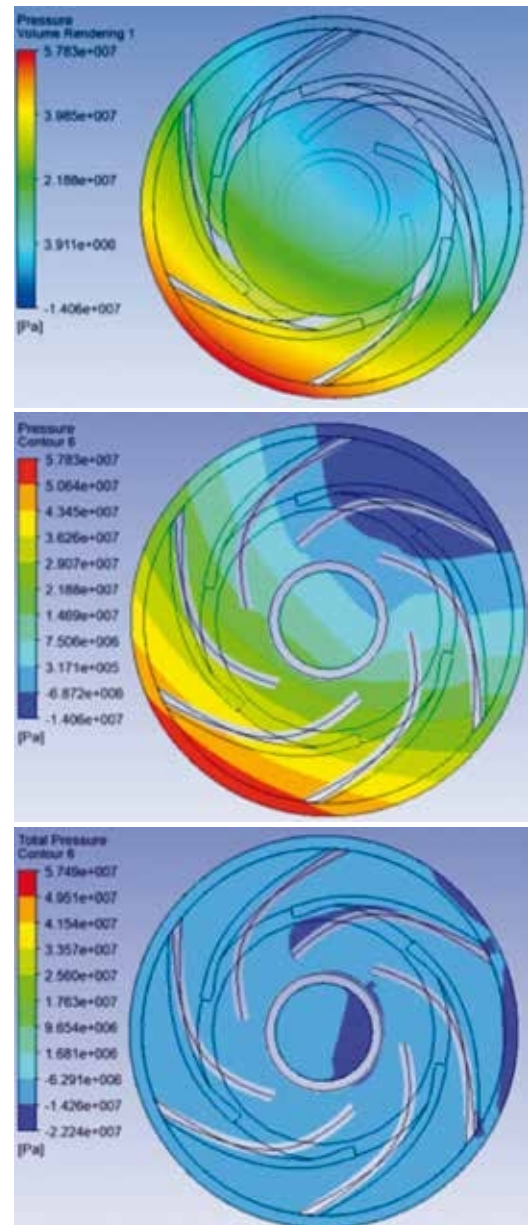 Pressure
Volume Rendering 1
5.783e+007
3.985e+007
2.188e+007
3.911e+006
-1.406e+007
[Pa]
Pressure
Contour 6
5.783e+007
5.064e+007
4.345e+007
3.626e+007
2.907e+007
2.188e+007
1.469e+007
7.506e+006
3.171e+005
-6.872e+006
-1.406e+007
[Pa]
Total Pressure
Contour 6
5.749e+007
4.951e+007
4.154e+007
3.357e+007
2.560e+007
1.763e+007
9.654e+006
1.681e+006
-6.291e+006
-1.426e+007
-2.224e+007
[Pa]